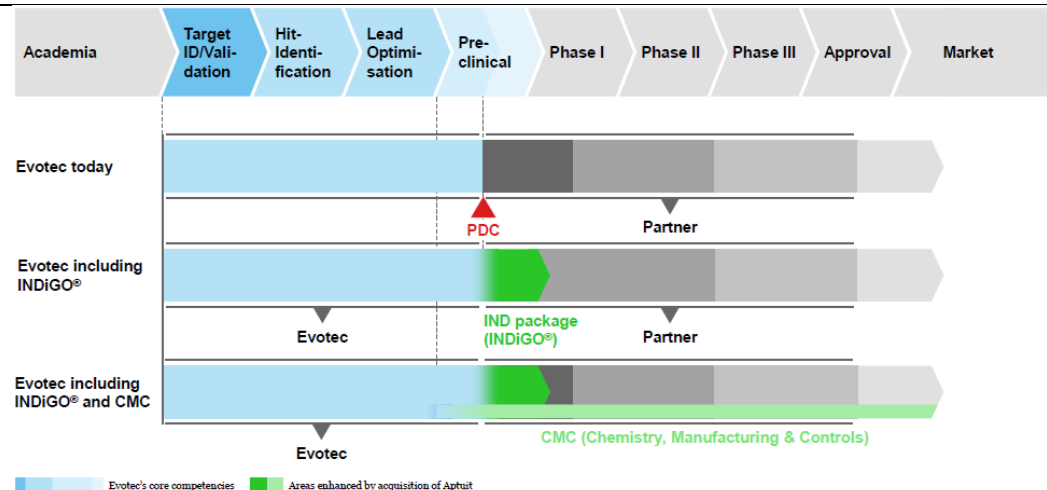 Academia
Target
ID/Vali-
dation
Hit-
Identi-
fication
Lead
Optimi-
sation
Pre-
clinical
Phase I
Phase II
Phase III
Approval
Market
Evotec today
PDC
Partner
Evotec including
INDiGO®
IND package
(INDiGO®)
Evotec
Partner
Evotec including
INDiGO® and CMC
CMC (Chemistry, Manufacturing & Controls)
Evotec
Evotec's core competencies
Areas enhanced by acquisition of Aptuit